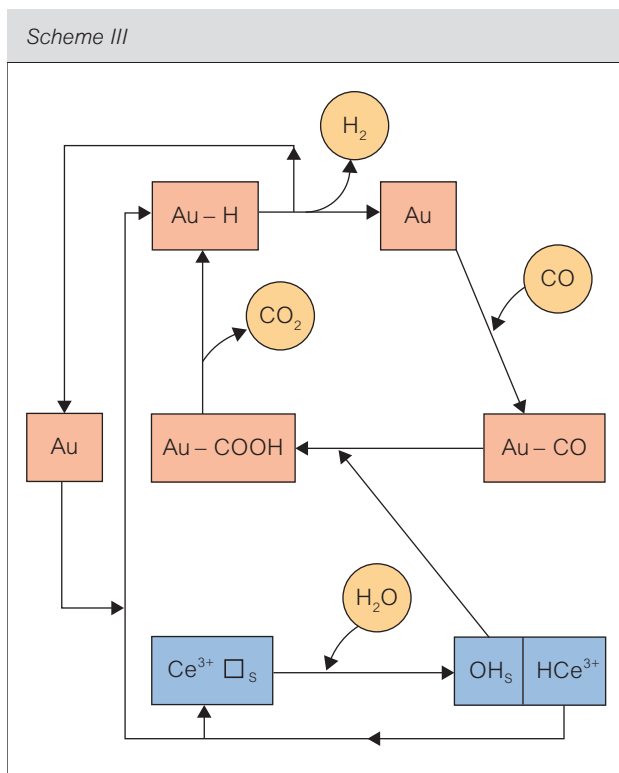 Scheme III
H₂
Au – H
Au
CO
CO₂
Au
Au – COOH
Au – CO
H₂O
Ce³⁺ □ₛ
OHₛ
HCe³⁺